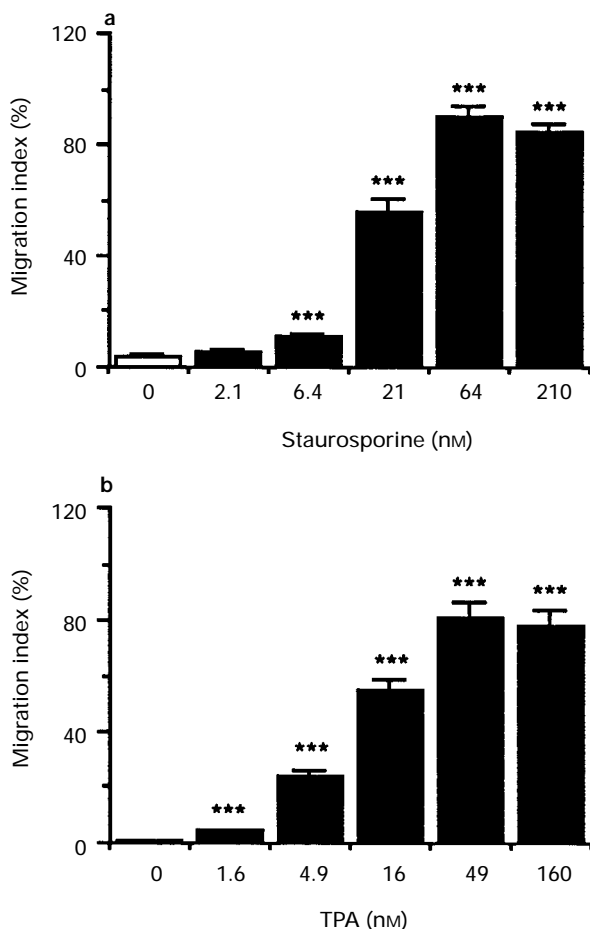 a
120
80
40
0
Migration index (%)
***
***
***
***
0 2.1 6.4 21 64 210
Staurosporine (nM)
b
120
80
40
0
Migration index (%)
***
***
***
***
***
0 1.6 4.9 16 49 160
TPA (nM)